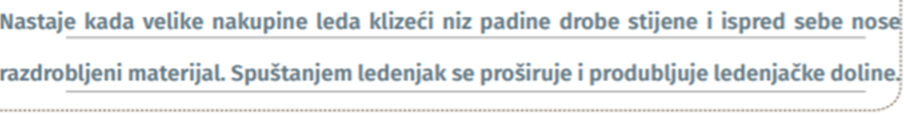 Nastaje kada velike nakupine leda klizeći niz padine drobe stijene i ispred sebe nose
razdrobljeni materijal. Spuštanjem ledenjak se proširuje i produbljuje ledenjačke doline.